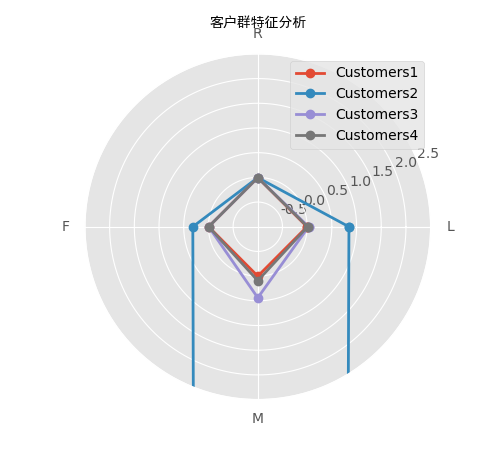 客户群特征分析
R
Customers1
Customers2
Customers3
Customers4
2.5
2.0
1.5
1.0
0.5
0.0
-0.5
F
L
M